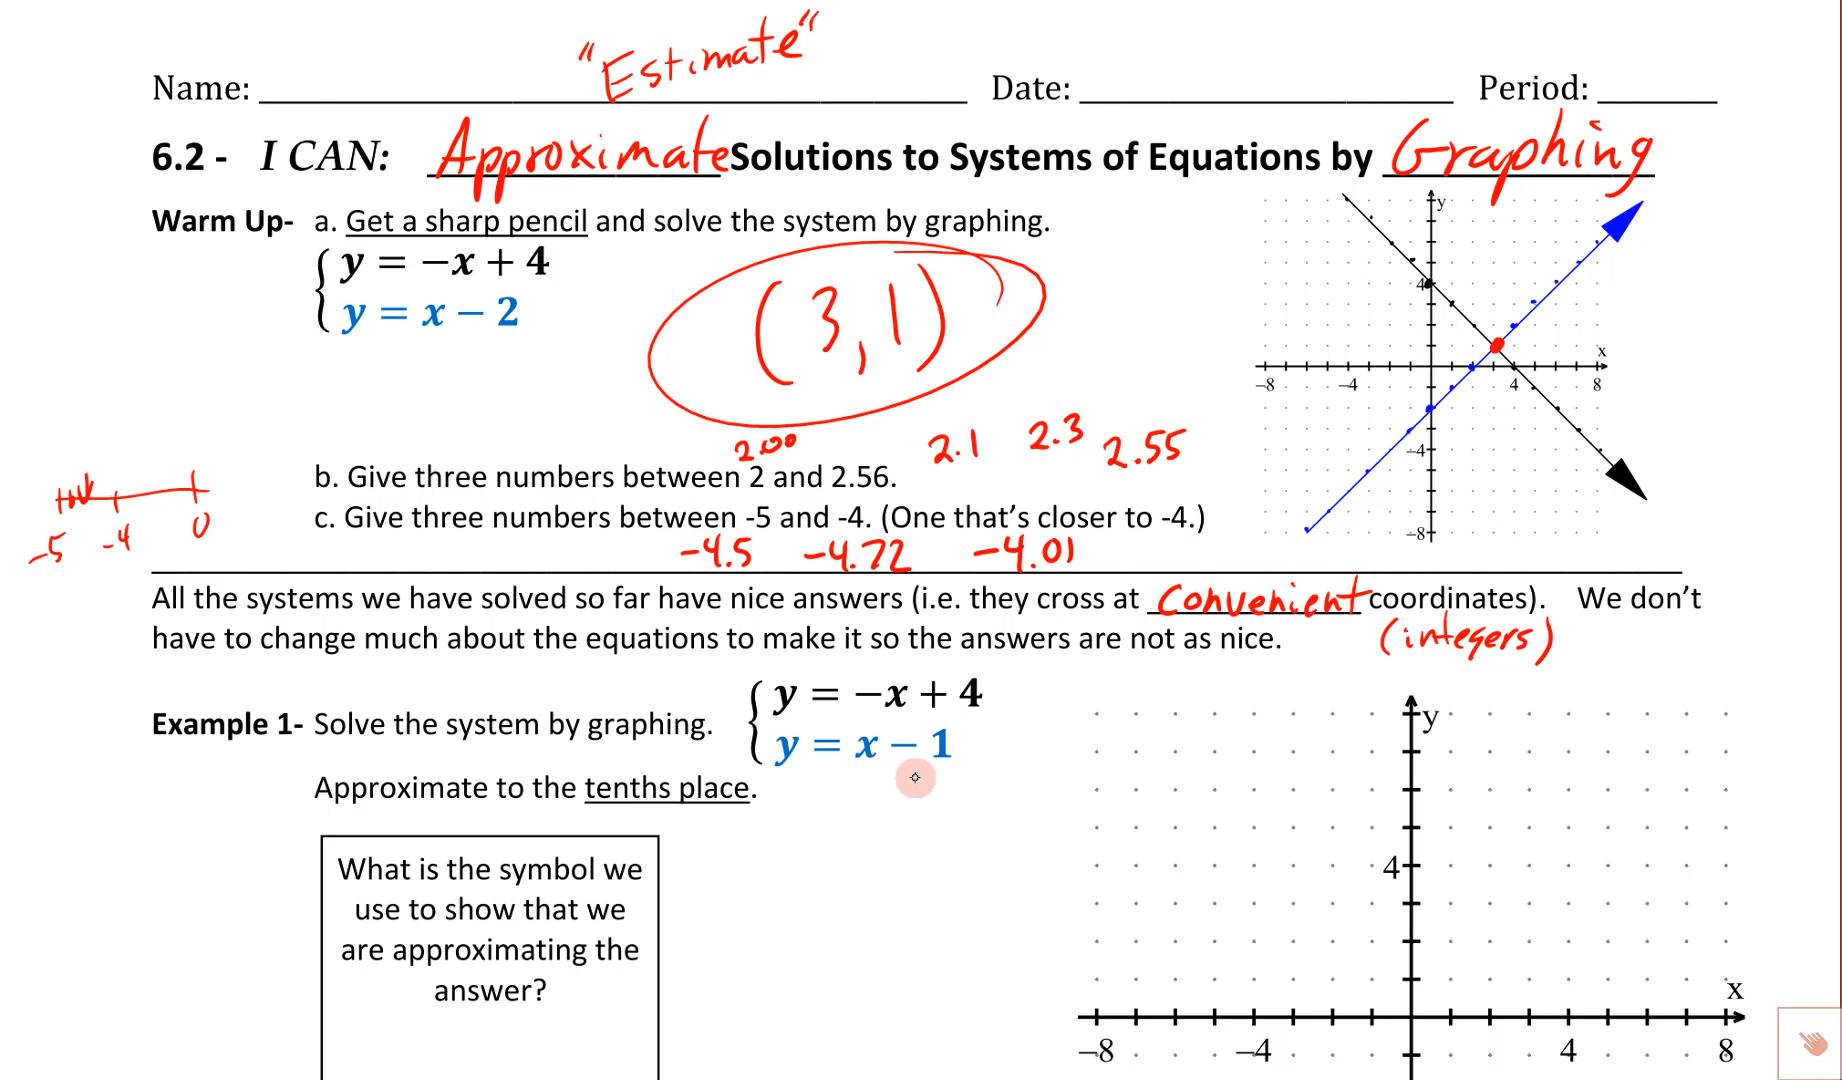 "Estimate"
Name: Date: Period:
6.2 - I CAN: Approximate Solutions to Systems of Equations by Graphing
Warm Up- a. Get a sharp pencil and solve the system by graphing.
y = −x + 4
y = x − 2
(3, 1)
y
4
x
−8 −4 4 8
−4
−8
2.00 2.1 2.3 2.55
b. Give three numbers between 2 and 2.56.
c. Give three numbers between -5 and -4. (One that's closer to -4.)
-5 -4 0
-4.5 -4.72 -4.01
All the systems we have solved so far have nice answers (i.e. they cross at convenient coordinates). We don't
have to change much about the equations to make it so the answers are not as nice. (integers)
Example 1- Solve the system by graphing.
y = −x + 4
y = x − 1
Approximate to the tenths place.
What is the symbol we
use to show that we
are approximating the
answer?
y
4
x
−8 −4 4 8